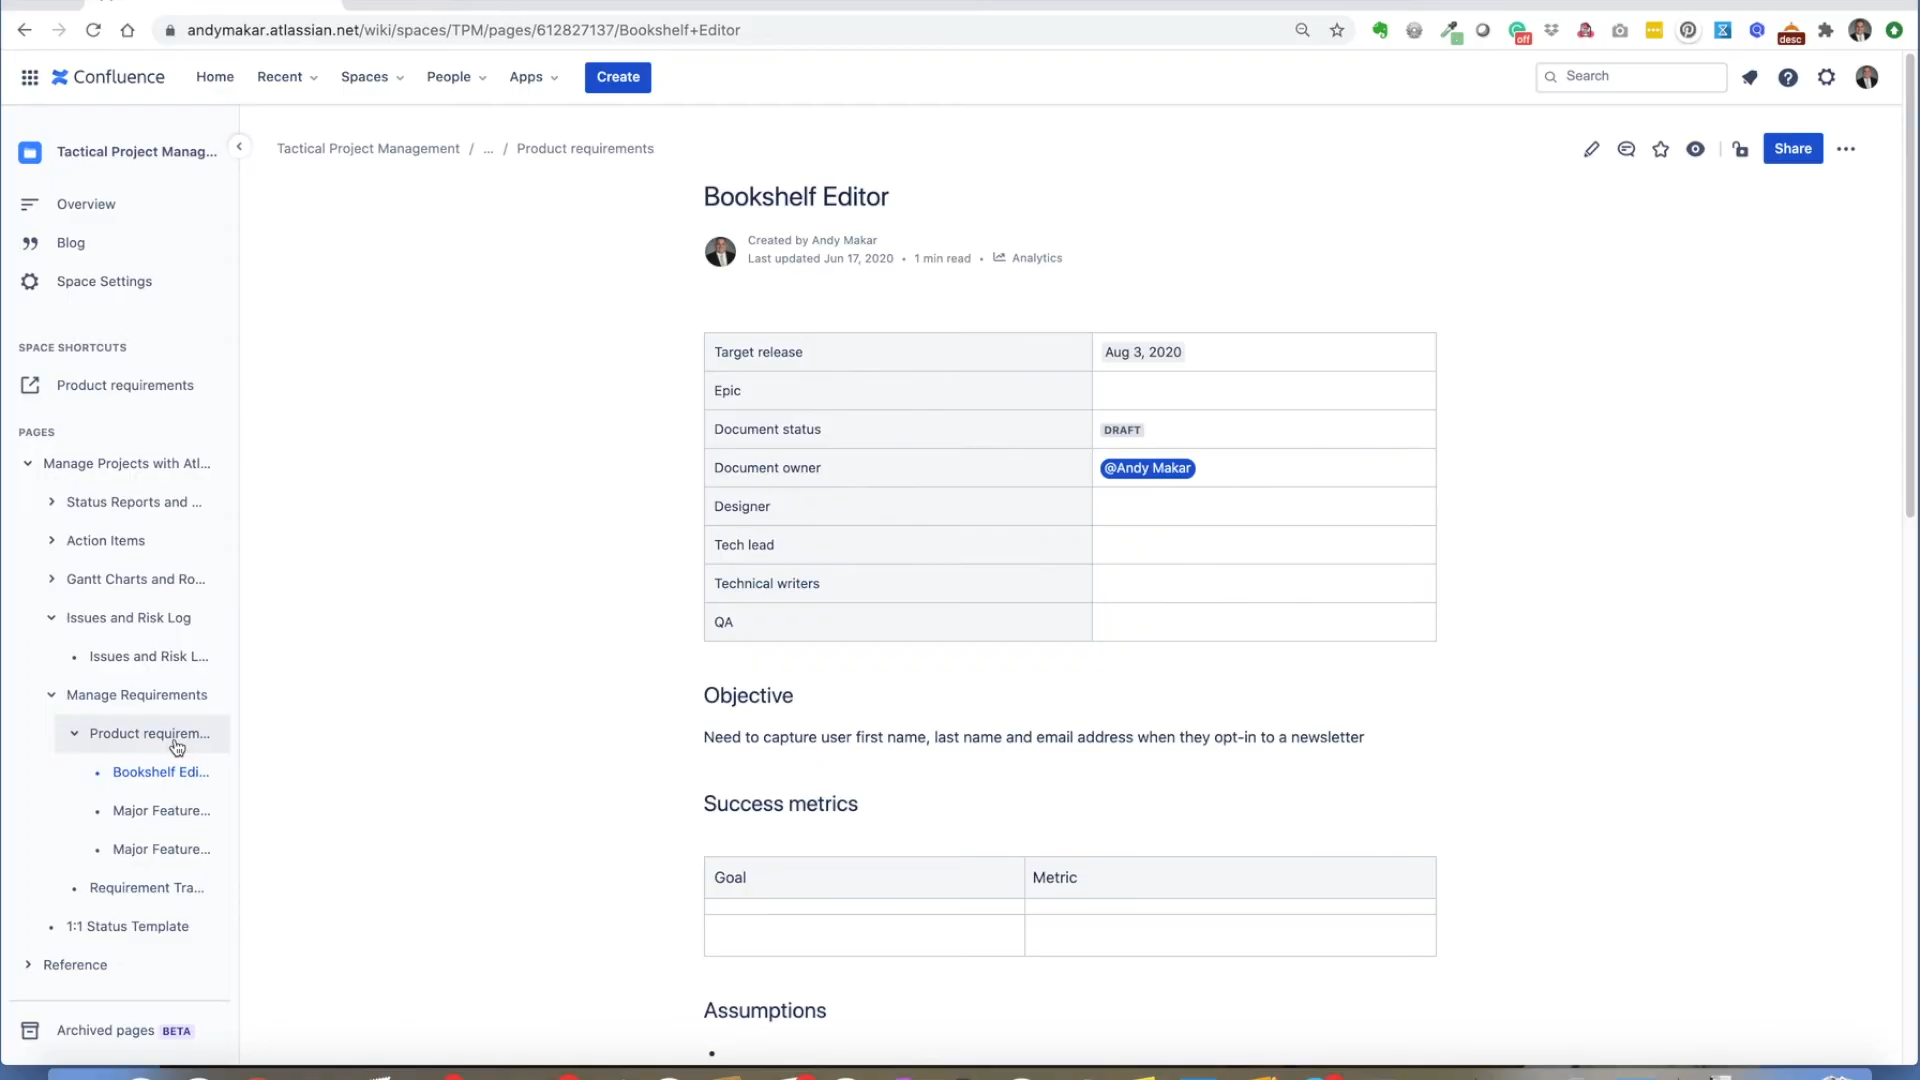 andymakar.atlassian.net/wiki/spaces/TPM/pages/612827137/Bookshelf+Editor
off
desc
Confluence
Home
Recent
Spaces
People
Apps
Create
Search
Tactical Project Manag...
Overview
Blog
Space Settings
SPACE SHORTCUTS
Product requirements
PAGES
Manage Projects with Atl...
Status Reports and ...
Action Items
Gantt Charts and Ro...
Issues and Risk Log
Issues and Risk L...
Manage Requirements
Product requirem...
Bookshelf Edi...
Major Feature...
Major Feature...
Requirement Tra...
1:1 Status Template
Reference
Archived pages BETA
Tactical Project Management / ... / Product requirements
Share
Bookshelf Editor
Created by Andy Makar
Last updated Jun 17, 2020 • 1 min read • Analytics
Target release Aug 3, 2020
Epic
Document status DRAFT
Document owner @Andy Makar
Designer
Tech lead
Technical writers
QA
Objective
Need to capture user first name, last name and email address when they opt-in to a newsletter
Success metrics
Goal Metric
Assumptions